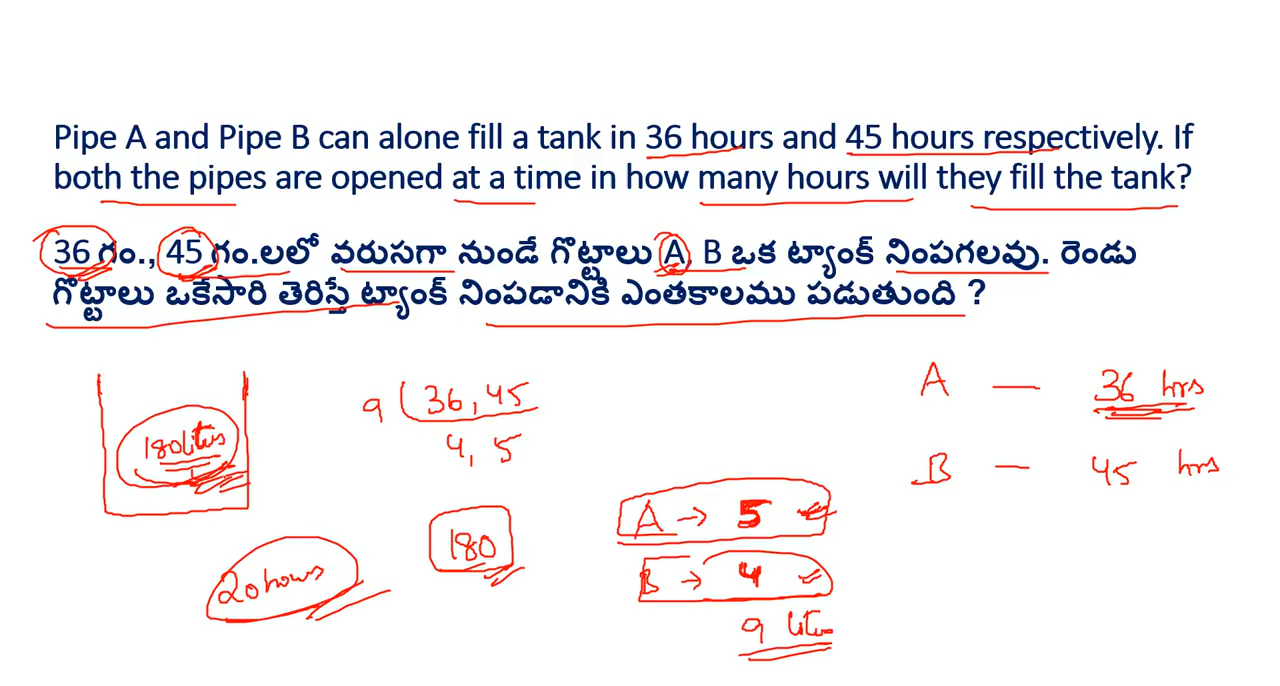 Pipe A and Pipe B can alone fill a tank in 36 hours and 45 hours respectively. If
both the pipes are opened at a time in how many hours will they fill the tank?
36 గం., 45 గం.లలో వరుసగా నుండే గొట్టాలు A, B ఒక ట్యాంక్ నింపగలవు. రెండు
గొట్టాలు ఒకేసారి తెరిస్తే ట్యాంక్ నింపడానికి ఎంతకాలము పడుతుంది ?
A — 36 hrs
B — 45 hrs
9 ( 36, 45
4, 5
180 litres
180
20 hours
A → 5
B → 4
9 litres